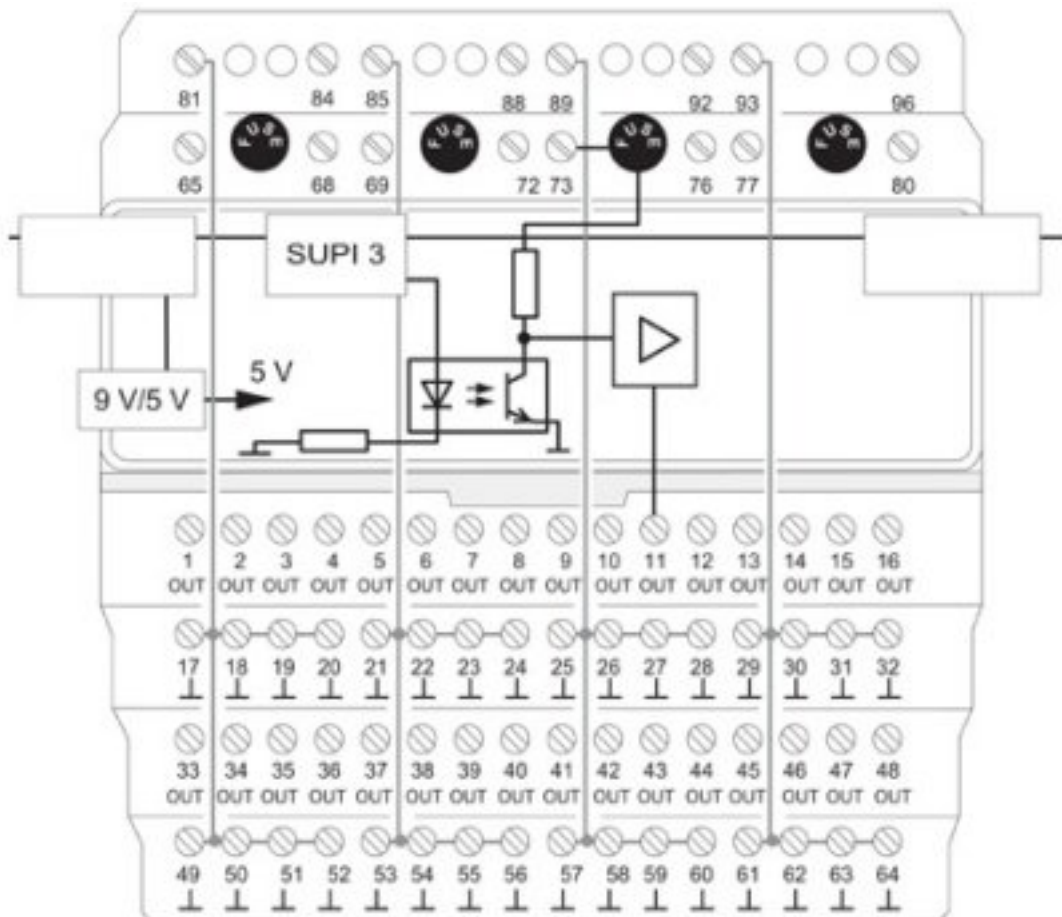 81 84 85 88 89 92 93 96
FUSE FUSE FUSE FUSE
65 68 69 72 73 76 77 80
SUPI 3
5 V
9 V/5 V
1 2 3 4 5 6 7 8 9 10 11 12 13 14 15 16
OUT OUT OUT OUT OUT OUT OUT OUT OUT OUT OUT OUT OUT OUT OUT OUT
17 18 19 20 21 22 23 24 25 26 27 28 29 30 31 32
33 34 35 36 37 38 39 40 41 42 43 44 45 46 47 48
OUT OUT OUT OUT OUT OUT OUT OUT OUT OUT OUT OUT OUT OUT OUT OUT
49 50 51 52 53 54 55 56 57 58 59 60 61 62 63 64